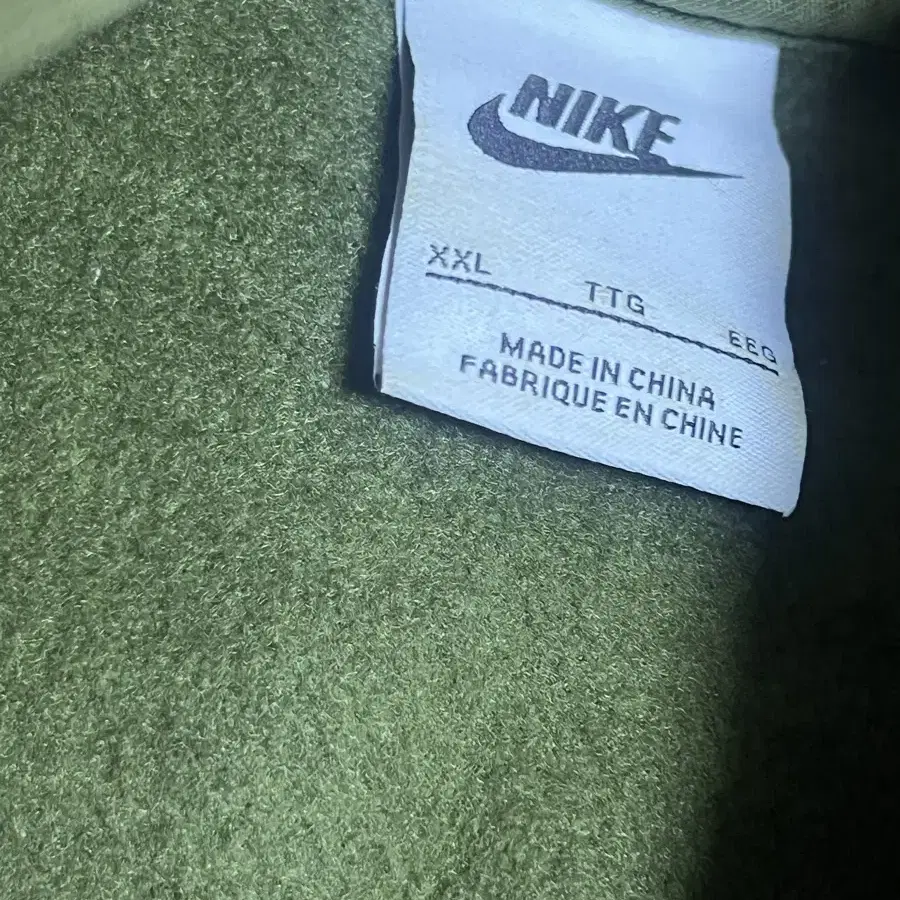 NIKE
XXL TTG EEG
MADE IN CHINA
FABRIQUE EN CHINE